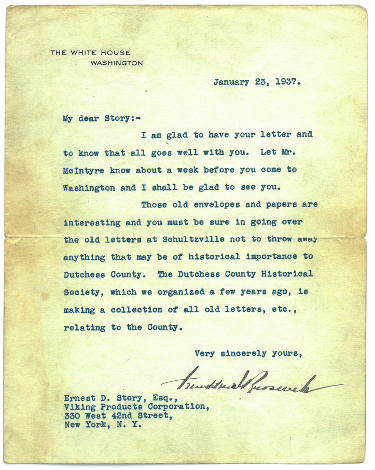 THE WHITE HOUSE
WASHINGTON
January 23, 1937.
My dear Story:-
I am glad to have your letter and
to know that all goes well with you. Let Mr.
McIntyre know about a week before you come to
Washington and I shall be glad to see you.
Those old envelopes and papers are
interesting and you must be sure in going over
the old letters at Schultzville not to throw away
anything that may be of historical importance to
Dutchess County. The Dutchess County Historical
Society, which we organized a few years ago, is
making a collection of all old letters, etc.,
relating to the County.
Very sincerely yours,
Franklin D Roosevelt
Ernest D. Story, Esq.,
Viking Products Corporation,
330 West 42nd Street,
New York, N. Y.